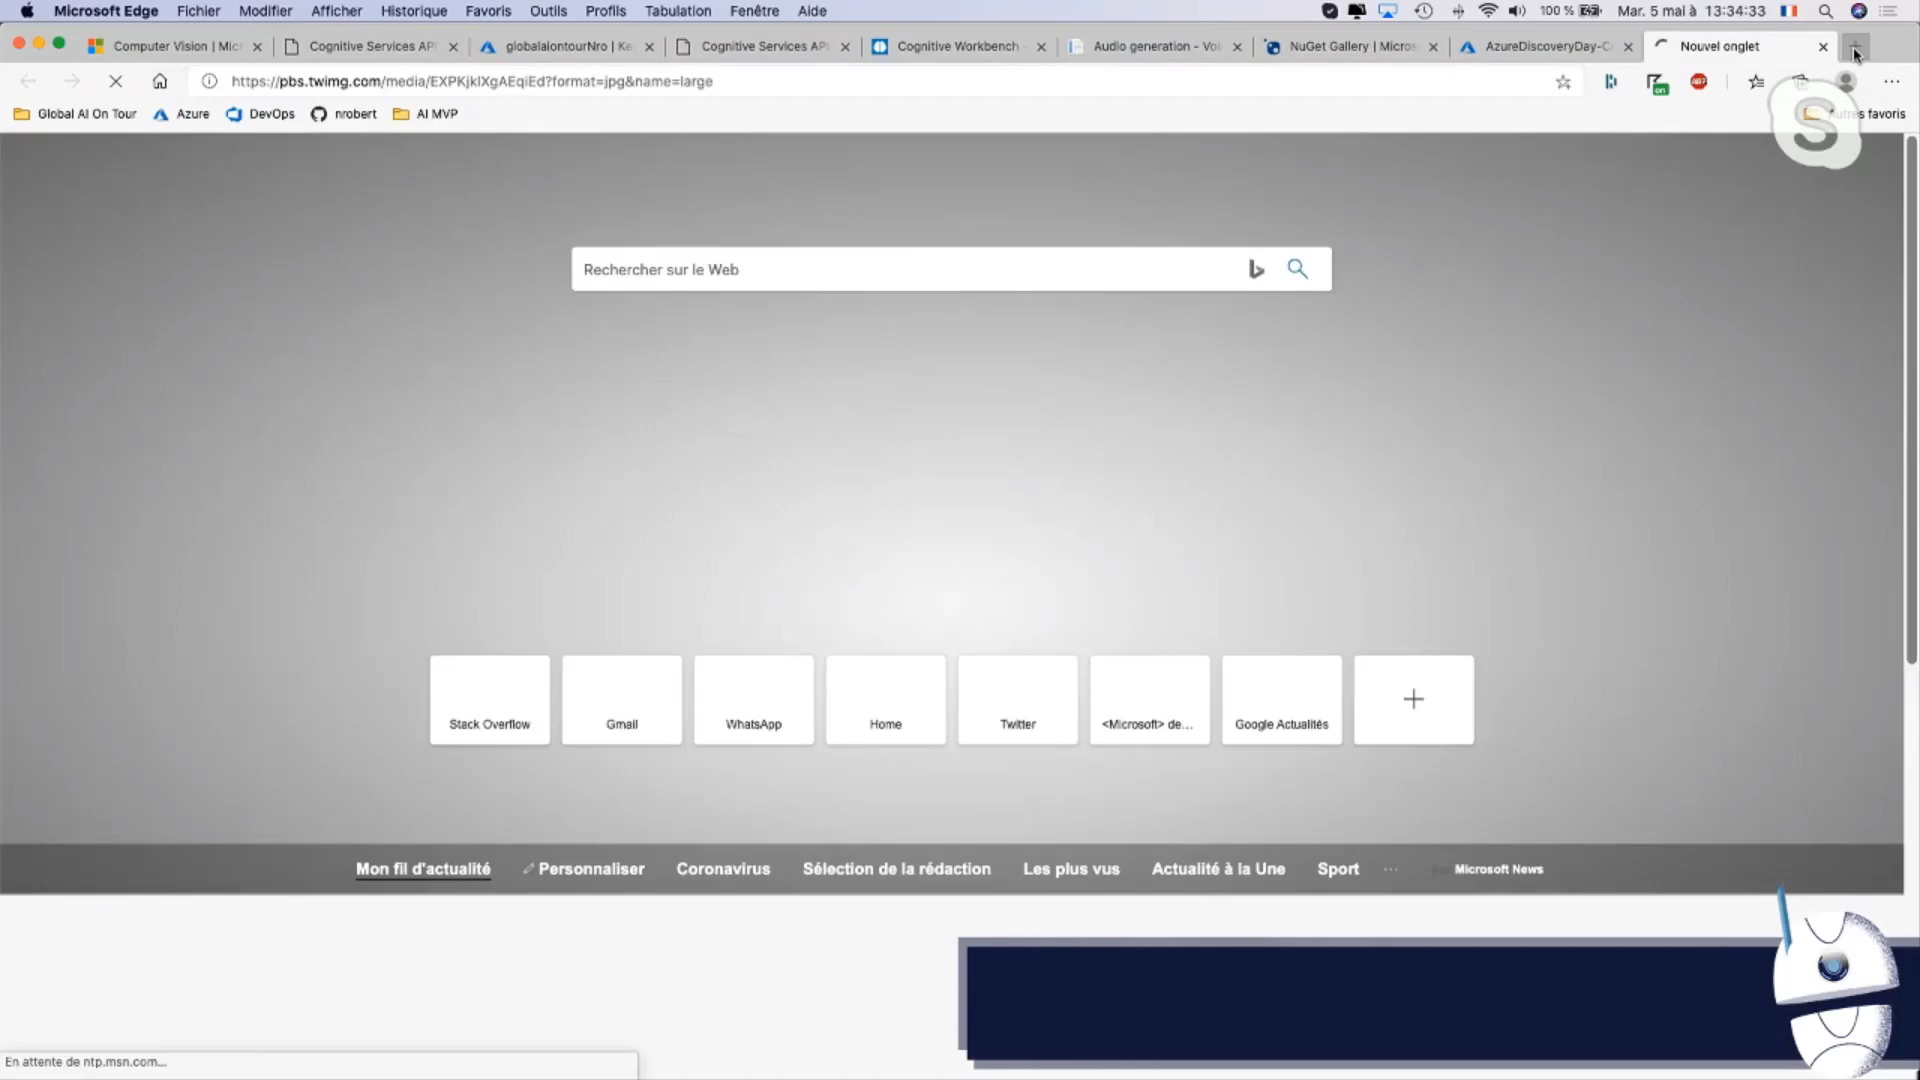 Microsoft Edge Fichier Modifier Afficher Historique Favoris Outils Profils Tabulation Fenêtre Aide 100 % Mar. 5 mai à 13:34:33
Computer Vision | Micr Cognitive Services API globalaiontourNro | Ke Cognitive Services API Cognitive Workbench Audio generation - Voi NuGet Gallery | Micros AzureDiscoveryDay-C Nouvel onglet
https://pbs.twimg.com/media/EXPKjklXgAEqiEd?format=jpg&name=large
Global AI On Tour Azure DevOps nrobert AI MVP Autres favoris
Rechercher sur le Web
Stack Overflow Gmail WhatsApp Home Twitter <Microsoft> de... Google Actualités
Mon fil d'actualité Personnaliser Coronavirus Sélection de la rédaction Les plus vus Actualité à la Une Sport ... Microsoft News
En attente de ntp.msn.com...